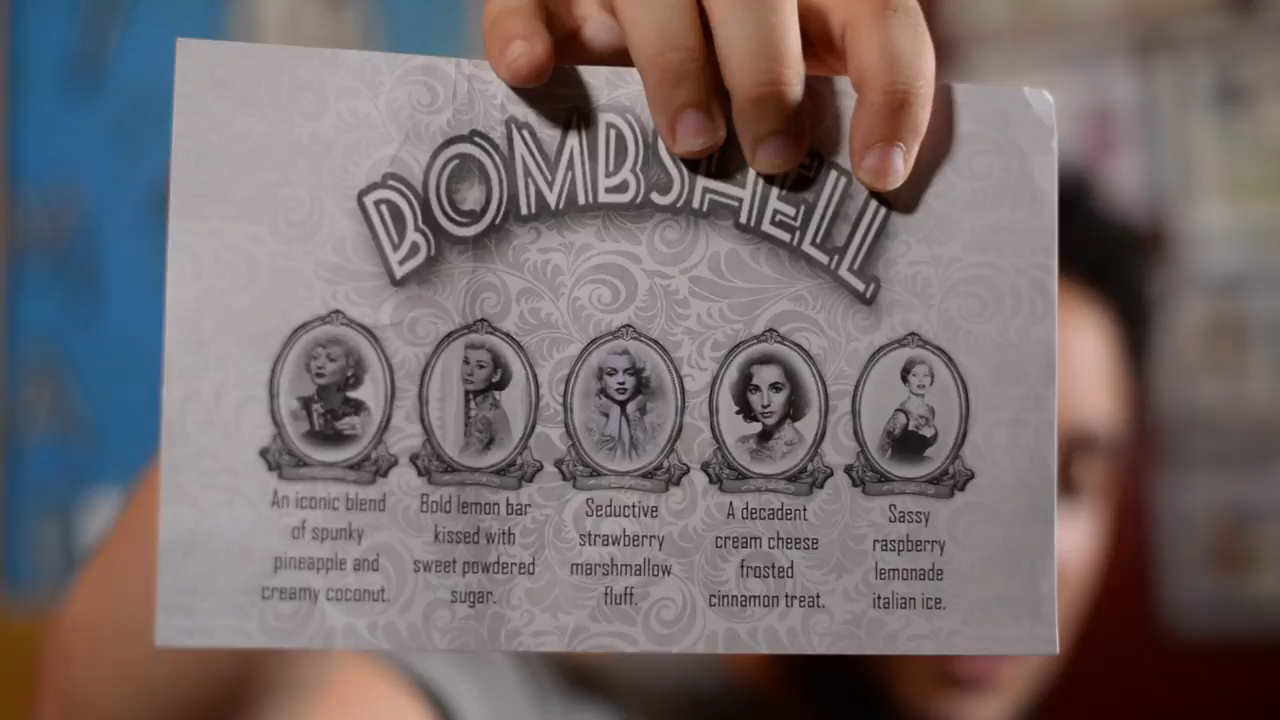 BOMBSHELL
An iconic blend
of spunky
pineapple and
creamy coconut.
Bold lemon bar
kissed with
sweet powdered
sugar.
Seductive
strawberry
marshmallow
fluff.
A decadent
cream cheese
frosted
cinnamon treat.
Sassy
raspberry
lemonade
italian ice.